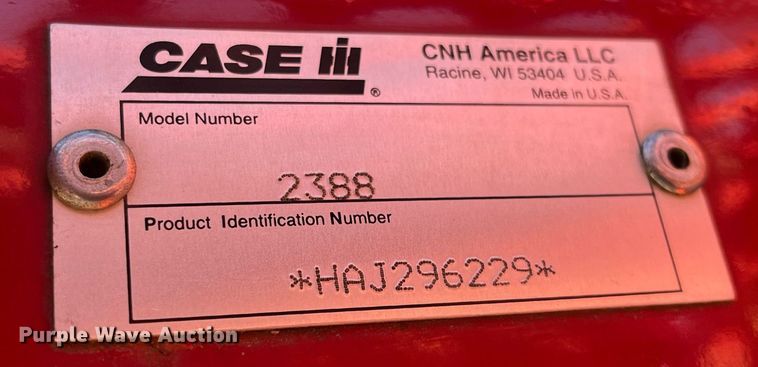 CASE IH
®
CNH America LLC
Racine, WI 53404 U.S.A.
Made in U.S.A.
Model Number
2388
Product Identification Number
*HAJ296229*
Purple Wave Auction